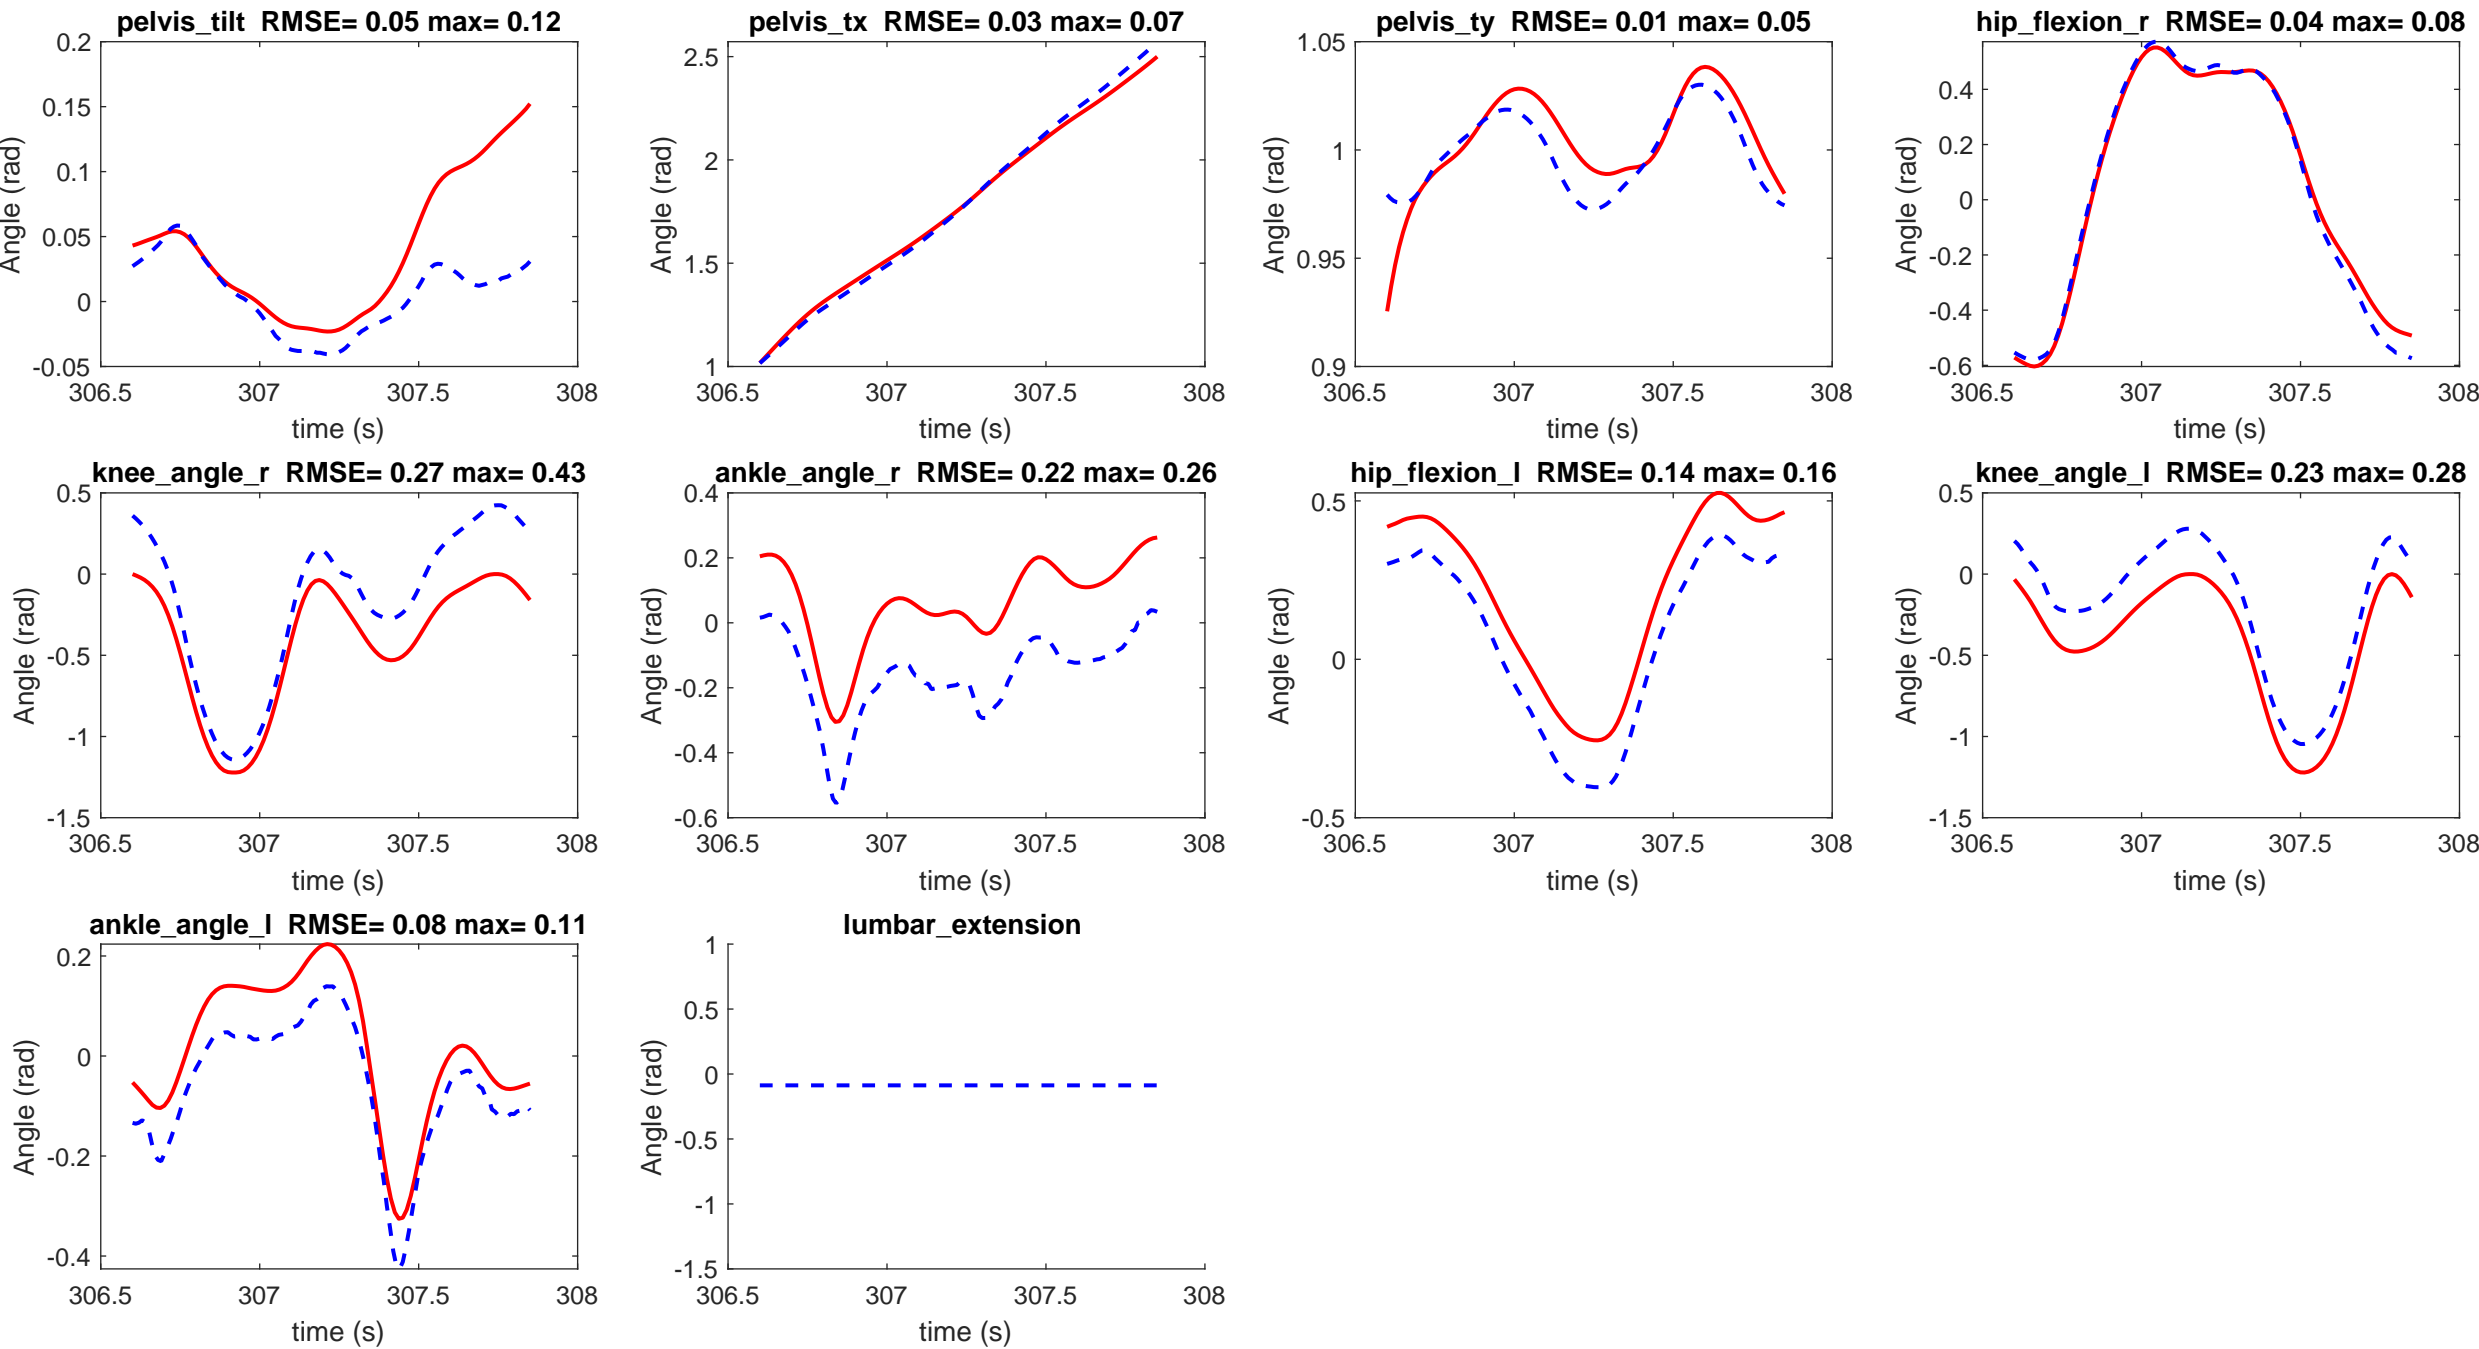 pelvis_tilt  RMSE= 0.05 max= 0.12
0.2
0.15
0.1
0.05
0
-0.05
306.5 307 307.5 308
Angle (rad)
time (s)
pelvis_tx  RMSE= 0.03 max= 0.07
2.5
2
1.5
1
306.5 307 307.5 308
Angle (rad)
time (s)
pelvis_ty  RMSE= 0.01 max= 0.05
1.05
1
0.95
0.9
306.5 307 307.5 308
Angle (rad)
time (s)
hip_flexion_r  RMSE= 0.04 max= 0.08
0.4
0.2
0
-0.2
-0.4
-0.6
306.5 307 307.5 308
Angle (rad)
time (s)
knee_angle_r  RMSE= 0.27 max= 0.43
0.5
0
-0.5
-1
-1.5
306.5 307 307.5 308
Angle (rad)
time (s)
ankle_angle_r  RMSE= 0.22 max= 0.26
0.4
0.2
0
-0.2
-0.4
-0.6
306.5 307 307.5 308
Angle (rad)
time (s)
hip_flexion_l  RMSE= 0.14 max= 0.16
0.5
0
-0.5
306.5 307 307.5 308
Angle (rad)
time (s)
knee_angle_l  RMSE= 0.23 max= 0.28
0.5
0
-0.5
-1
-1.5
306.5 307 307.5 308
Angle (rad)
time (s)
ankle_angle_l  RMSE= 0.08 max= 0.11
0.2
0
-0.2
-0.4
306.5 307 307.5 308
Angle (rad)
time (s)
lumbar_extension
1
0.5
0
-0.5
-1
-1.5
306.5 307 307.5 308
Angle (rad)
time (s)